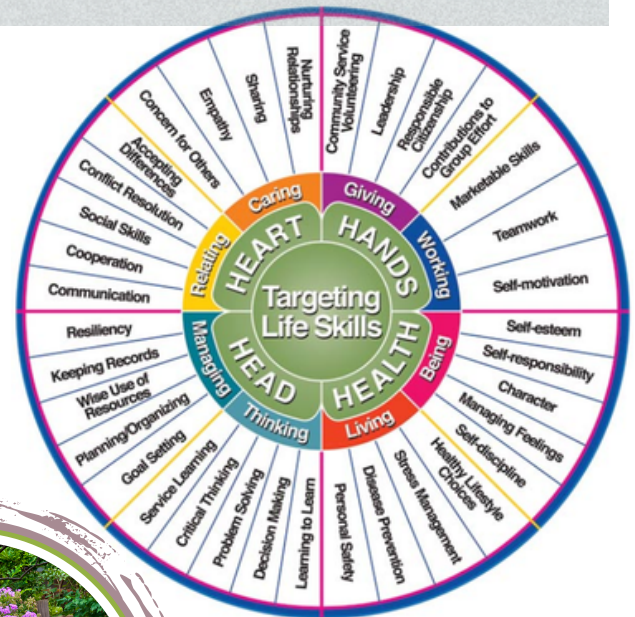 Targeting
Life Skills
HEART
HANDS
HEALTH
HEAD
Caring
Giving
Working
Being
Living
Thinking
Managing
Relating
Nurturing
Relationships
Sharing
Empathy
Concern for Others
Community Service
Volunteering
Leadership
Responsible
Citizenship
Contributions to
Group Effort
Marketable Skills
Teamwork
Self-motivation
Self-esteem
Self-responsibility
Character
Managing Feelings
Self-discipline
Healthy Lifestyle
Choices
Stress Management
Disease Prevention
Personal Safety
Learning to Learn
Decision Making
Problem Solving
Critical Thinking
Service Learning
Goal Setting
Planning/Organizing
Wise Use of
Resources
Keeping Records
Resiliency
Communication
Cooperation
Social Skills
Conflict Resolution
Accepting
Differences